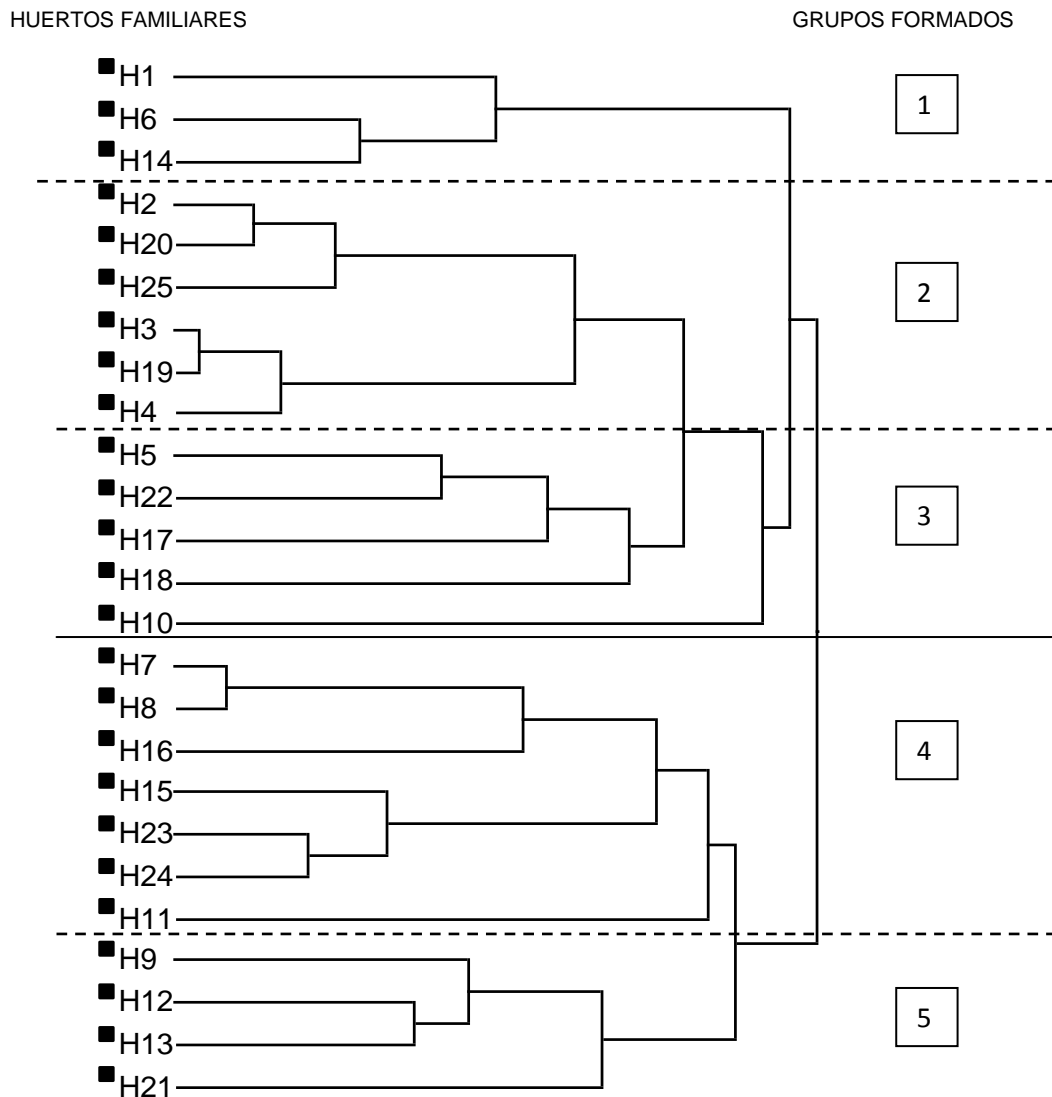 HUERTOS FAMILIARES GRUPOS FORMADOS
H1
1
H6
H14
H2
H20
H25
2
H3
H19
H4
H5
H22
3
H17
H18
H10
H7
H8
H16
4
H15
H23
H24
H11
H9
H12
5
H13
H21